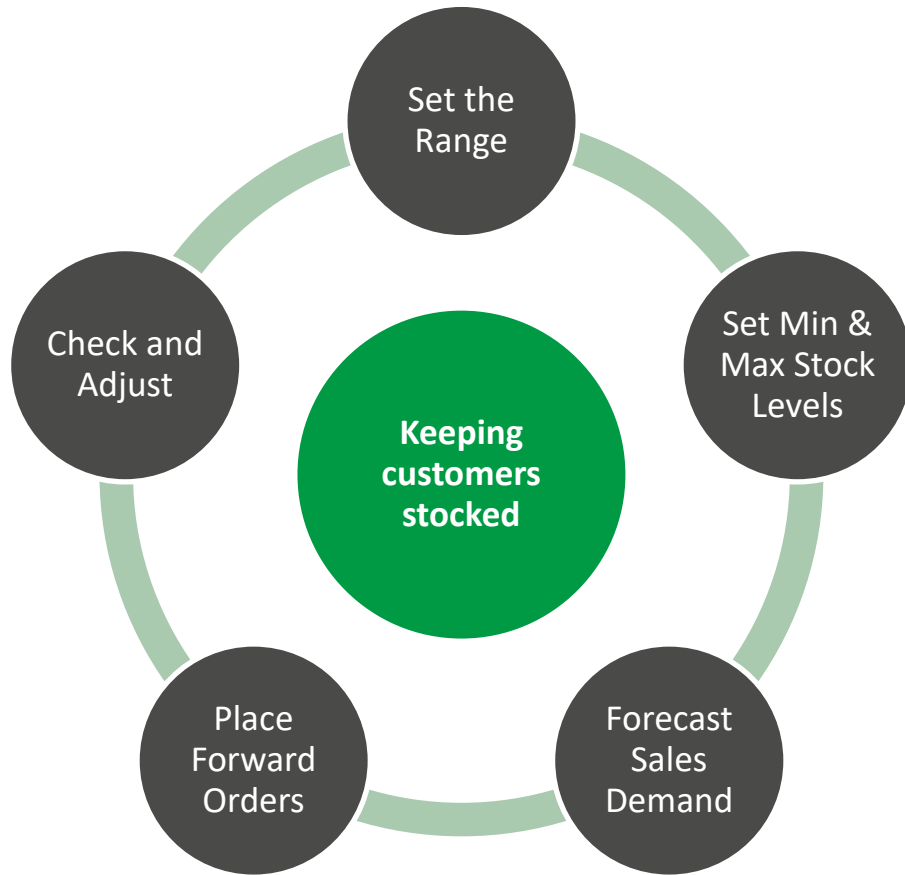 Set the
Range
Set Min &
Max Stock
Levels
Forecast
Sales
Demand
Place
Forward
Orders
Check and
Adjust
Keeping
customers
stocked